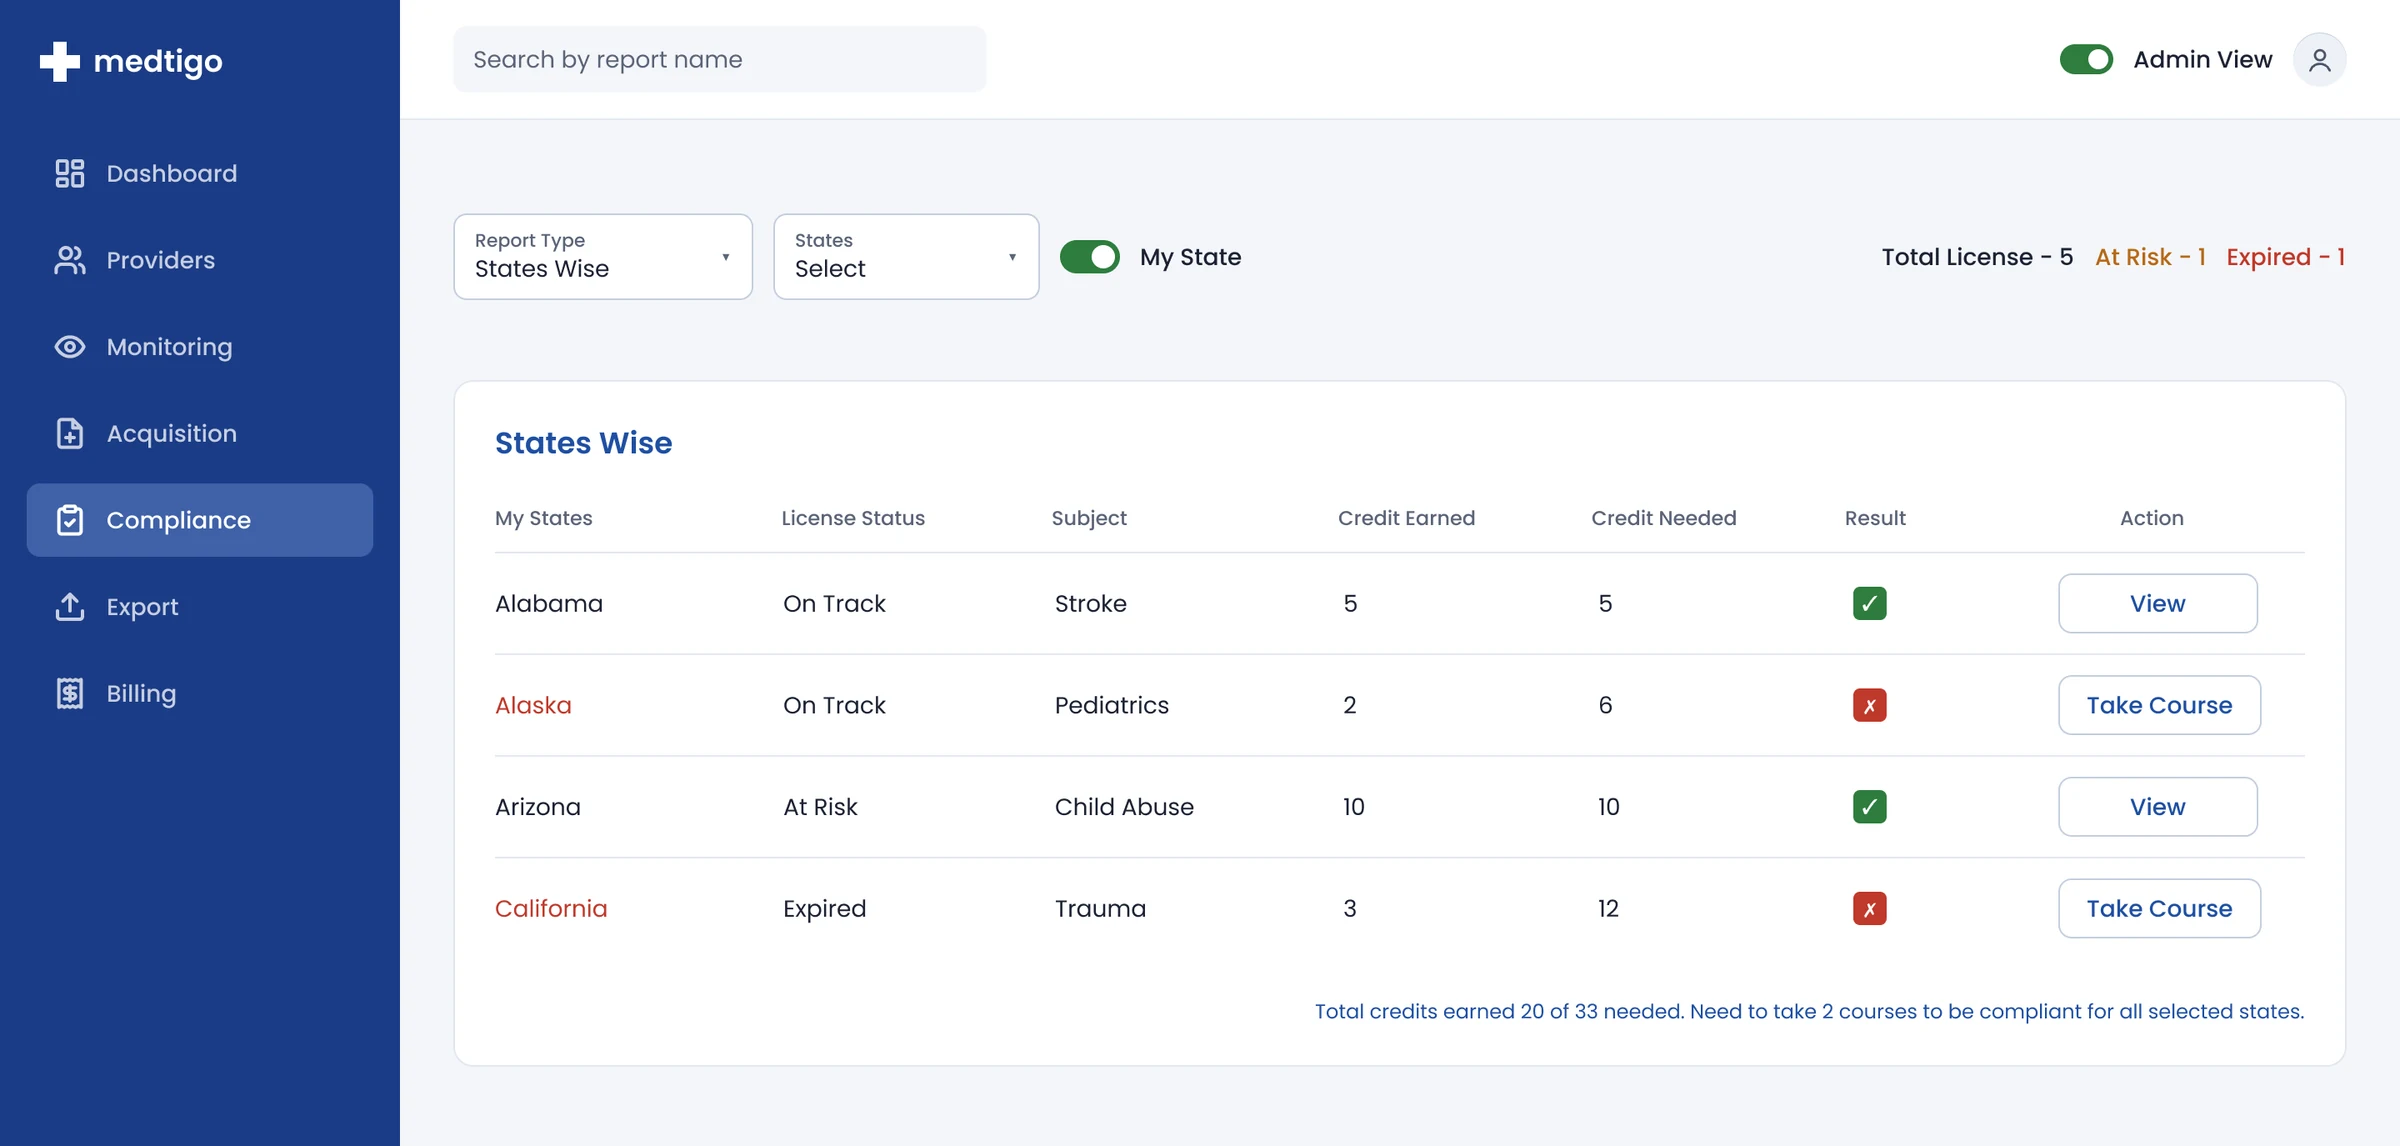 medtigo
Search by report name
Admin View
Dashboard
Providers
Monitoring
Acquisition
Compliance
Export
Billing
Report Type
States Wise
States
Select
My State
Total License - 5 At Risk - 1 Expired - 1
States Wise
My States License Status Subject Credit Earned Credit Needed Result Action
Alabama On Track Stroke 5 5 ✓ View
Alaska On Track Pediatrics 2 6 ✗ Take Course
Arizona At Risk Child Abuse 10 10 ✓ View
California Expired Trauma 3 12 ✗ Take Course
Total credits earned 20 of 33 needed. Need to take 2 courses to be compliant for all selected states.